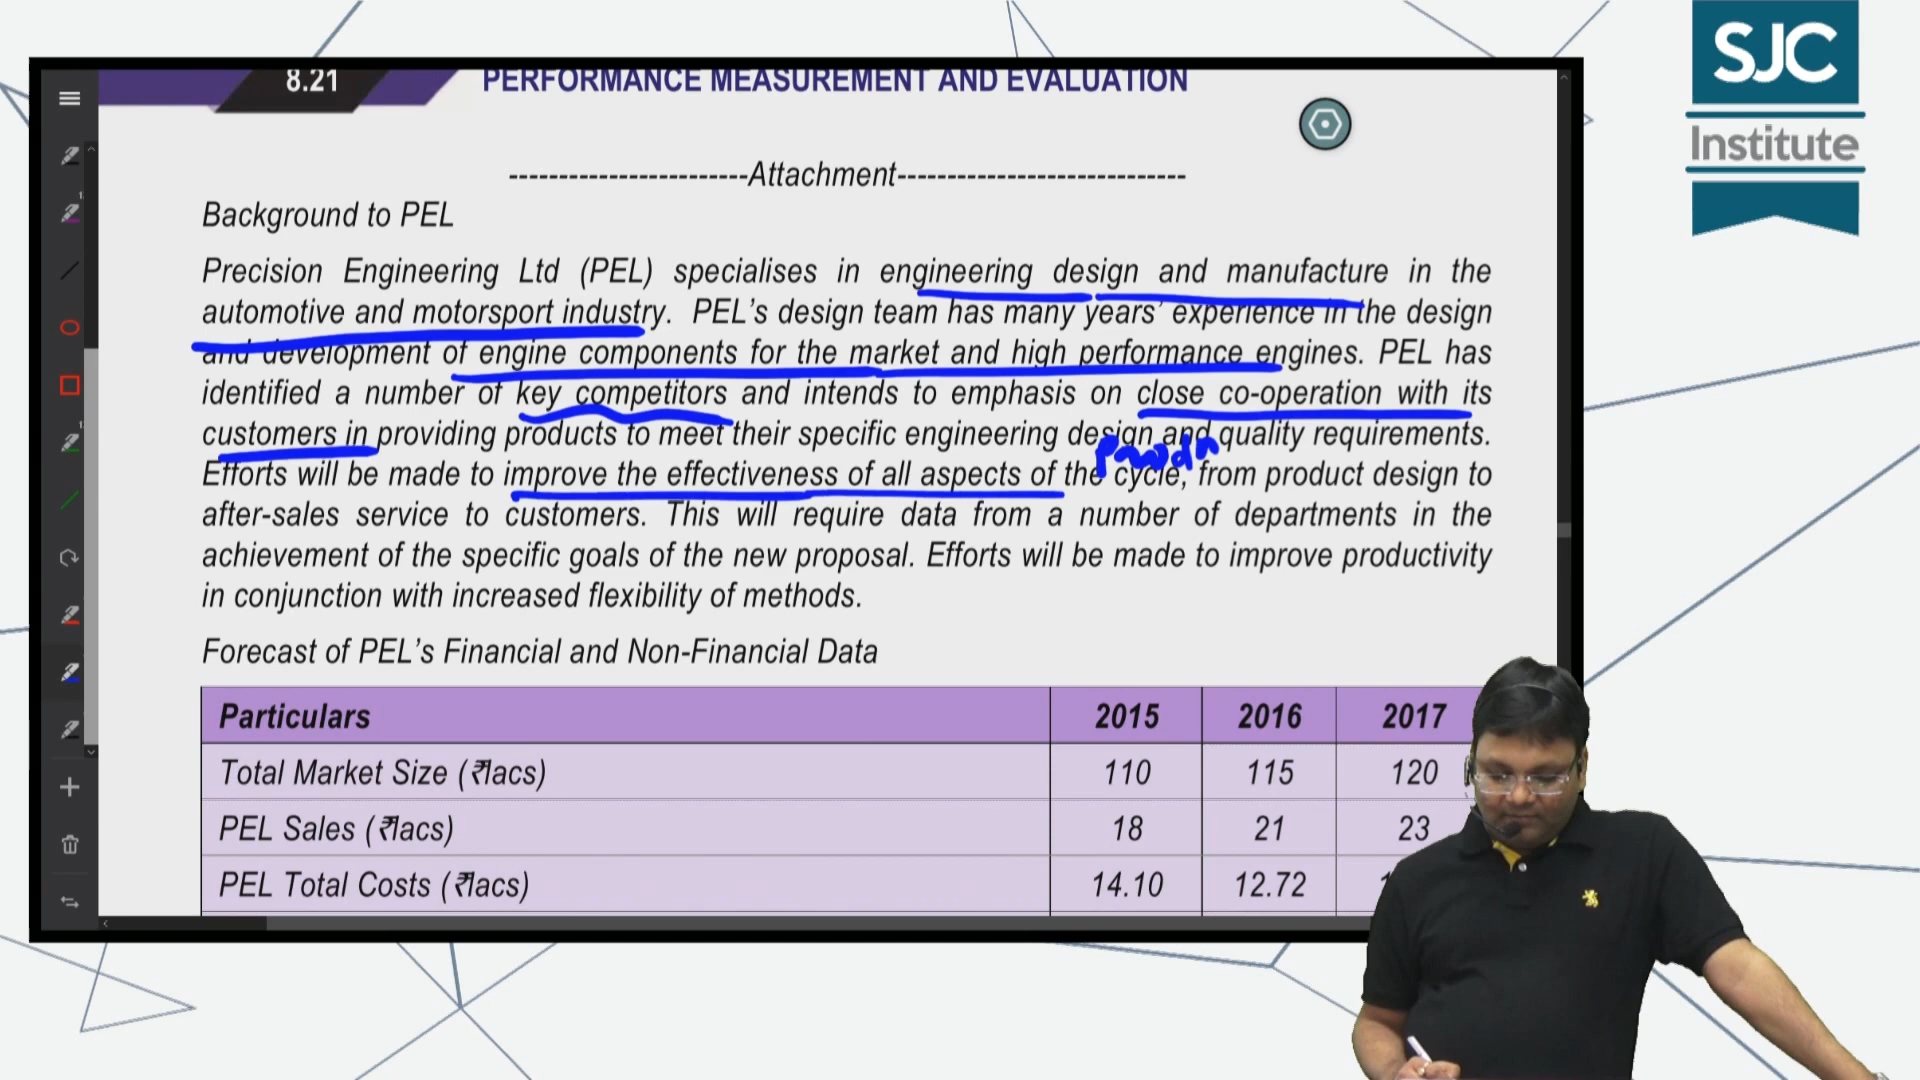 SJC
Institute
8.21 PERFORMANCE MEASUREMENT AND EVALUATION
------------------------Attachment-----------------------------
Background to PEL
Precision Engineering Ltd (PEL) specialises in engineering design and manufacture in the
automotive and motorsport industry. PEL's design team has many years' experience in the design
and development of engine components for the market and high performance engines. PEL has
identified a number of key competitors and intends to emphasis on close co-operation with its
customers in providing products to meet their specific engineering design and quality requirements.
Efforts will be made to improve the effectiveness of all aspects of the cycle, from product design to
after-sales service to customers. This will require data from a number of departments in the
achievement of the specific goals of the new proposal. Efforts will be made to improve productivity
in conjunction with increased flexibility of methods.
Forecast of PEL's Financial and Non-Financial Data
Particulars 2015 2016 2017
Total Market Size (₹lacs) 110 115 120
PEL Sales (₹lacs) 18 21 23
PEL Total Costs (₹lacs) 14.10 12.72